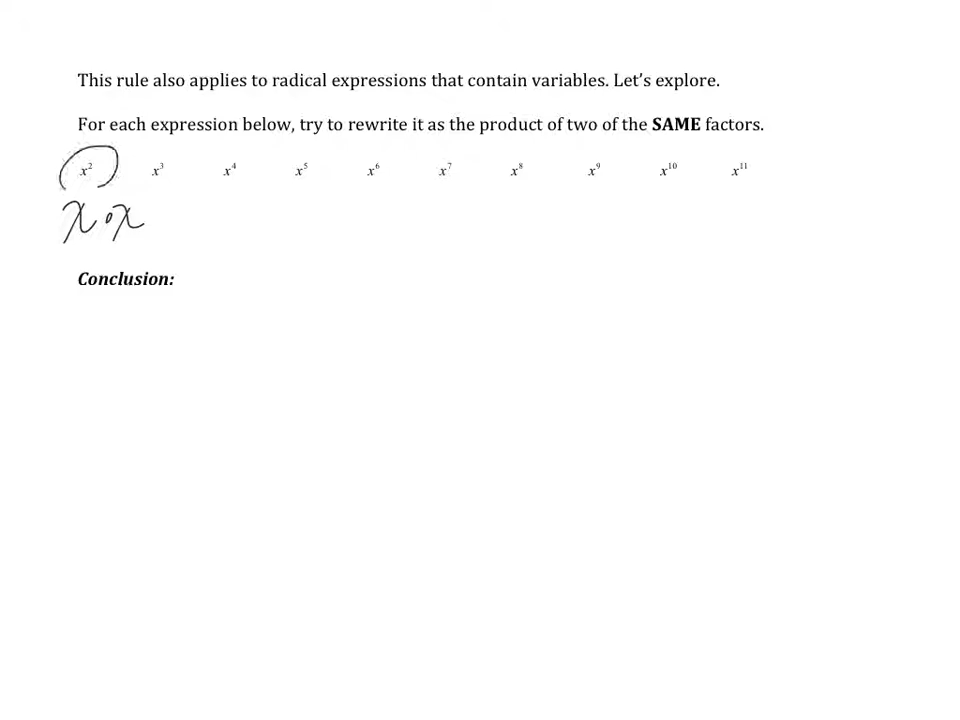 This rule also applies to radical expressions that contain variables. Let’s explore.
For each expression below, try to rewrite it as the product of two of the SAME factors.
x² x³ x⁴ x⁵ x⁶ x⁷ x⁸ x⁹ x¹⁰ x¹¹
x∘x
Conclusion: